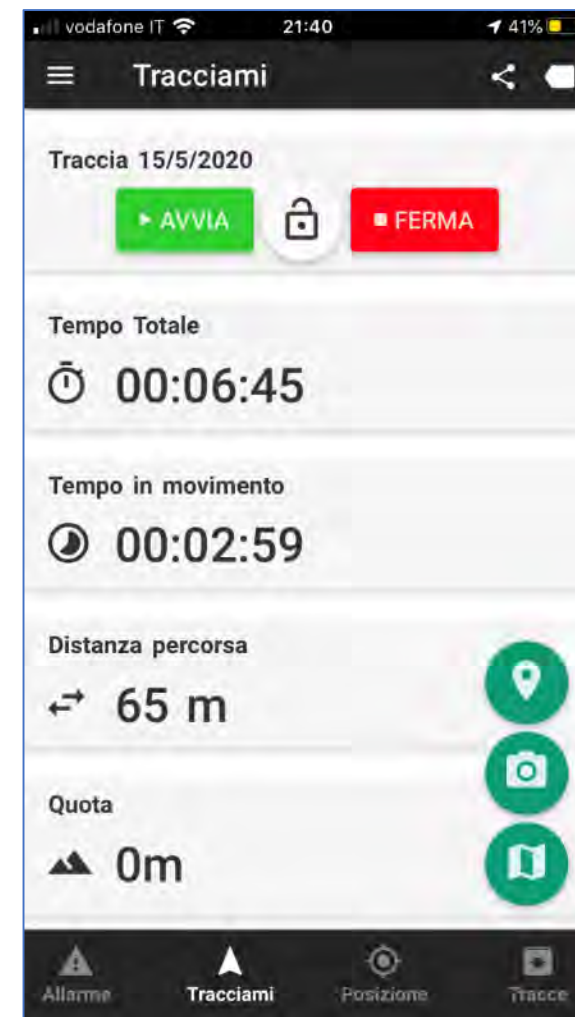 vodafone IT 21:40 41%
Tracciami
Traccia 15/5/2020
AVVIA FERMA
Tempo Totale
00:06:45
Tempo in movimento
00:02:59
Distanza percorsa
65 m
Quota
0m
Allarme Tracciami Posizione Tracce